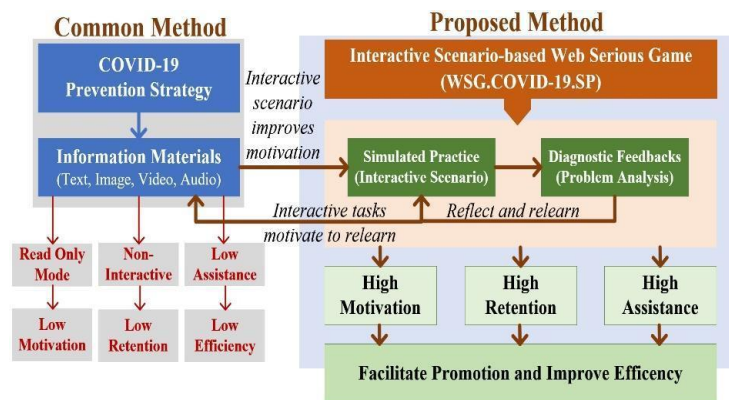 Common Method
COVID-19
Prevention Strategy
Information Materials
(Text, Image, Video, Audio)
Read Only
Mode
Non-
Interactive
Low
Assistance
Low
Motivation
Low
Retention
Low
Efficiency
Interactive
scenario
improves
motivation
Proposed Method
Interactive Scenario-based Web Serious Game
(WSG.COVID-19.SP)
Simulated Practice
(Interactive Scenario)
Diagnostic Feedbacks
(Problem Analysis)
Interactive tasks
motivate to relearn
Reflect and relearn
High
Motivation
High
Retention
High
Assistance
Facilitate Promotion and Improve Efficency